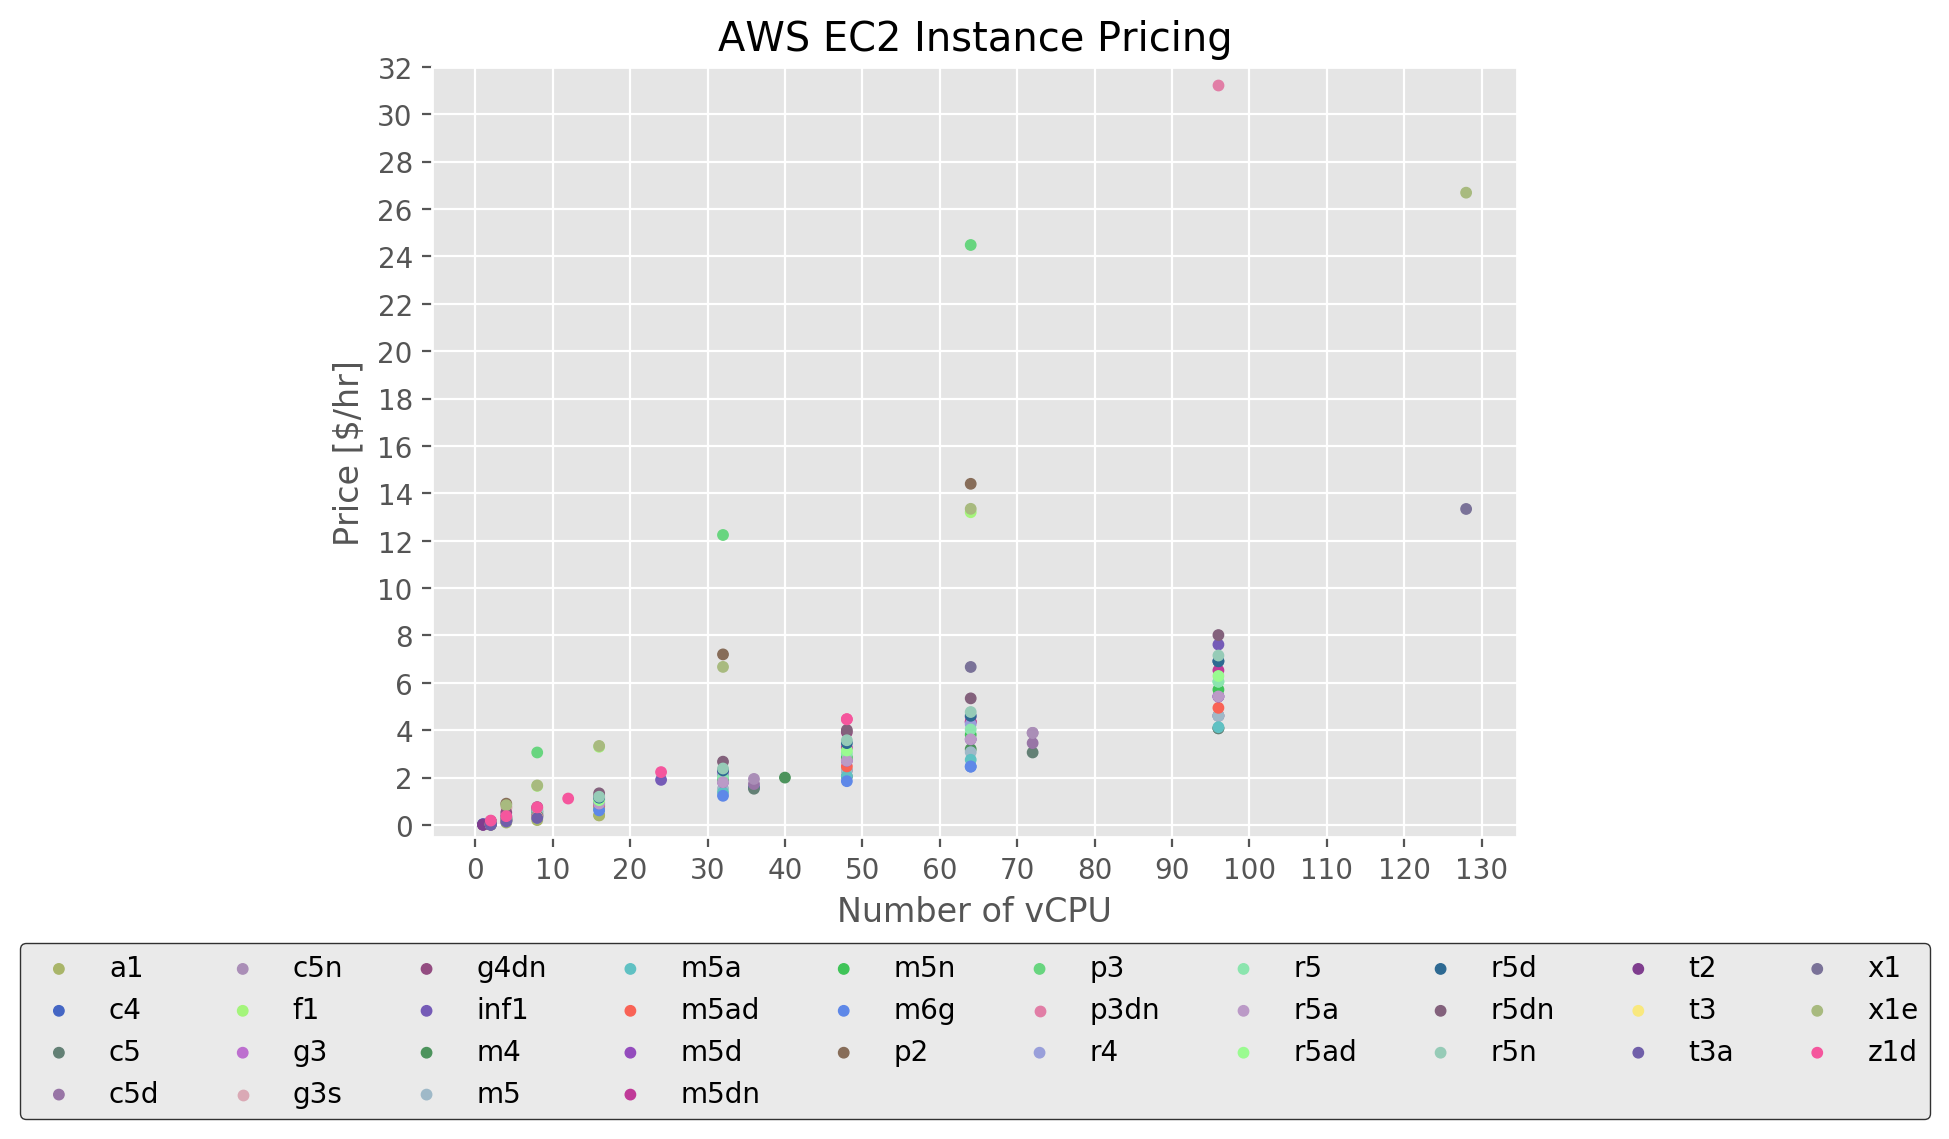 AWS EC2 Instance Pricing
32
30
28
26
24
22
20
18
16
14
12
10
8
6
4
2
0
Price [$/hr]
0 10 20 30 40 50 60 70 80 90 100 110 120 130
Number of vCPU
a1 c5n g4dn m5a m5n p3 r5 r5d t2 x1
c4 f1 inf1 m5ad m6g p3dn r5a r5dn t3 x1e
c5 g3 m4 m5d p2 r4 r5ad r5n t3a z1d
c5d g3s m5 m5dn